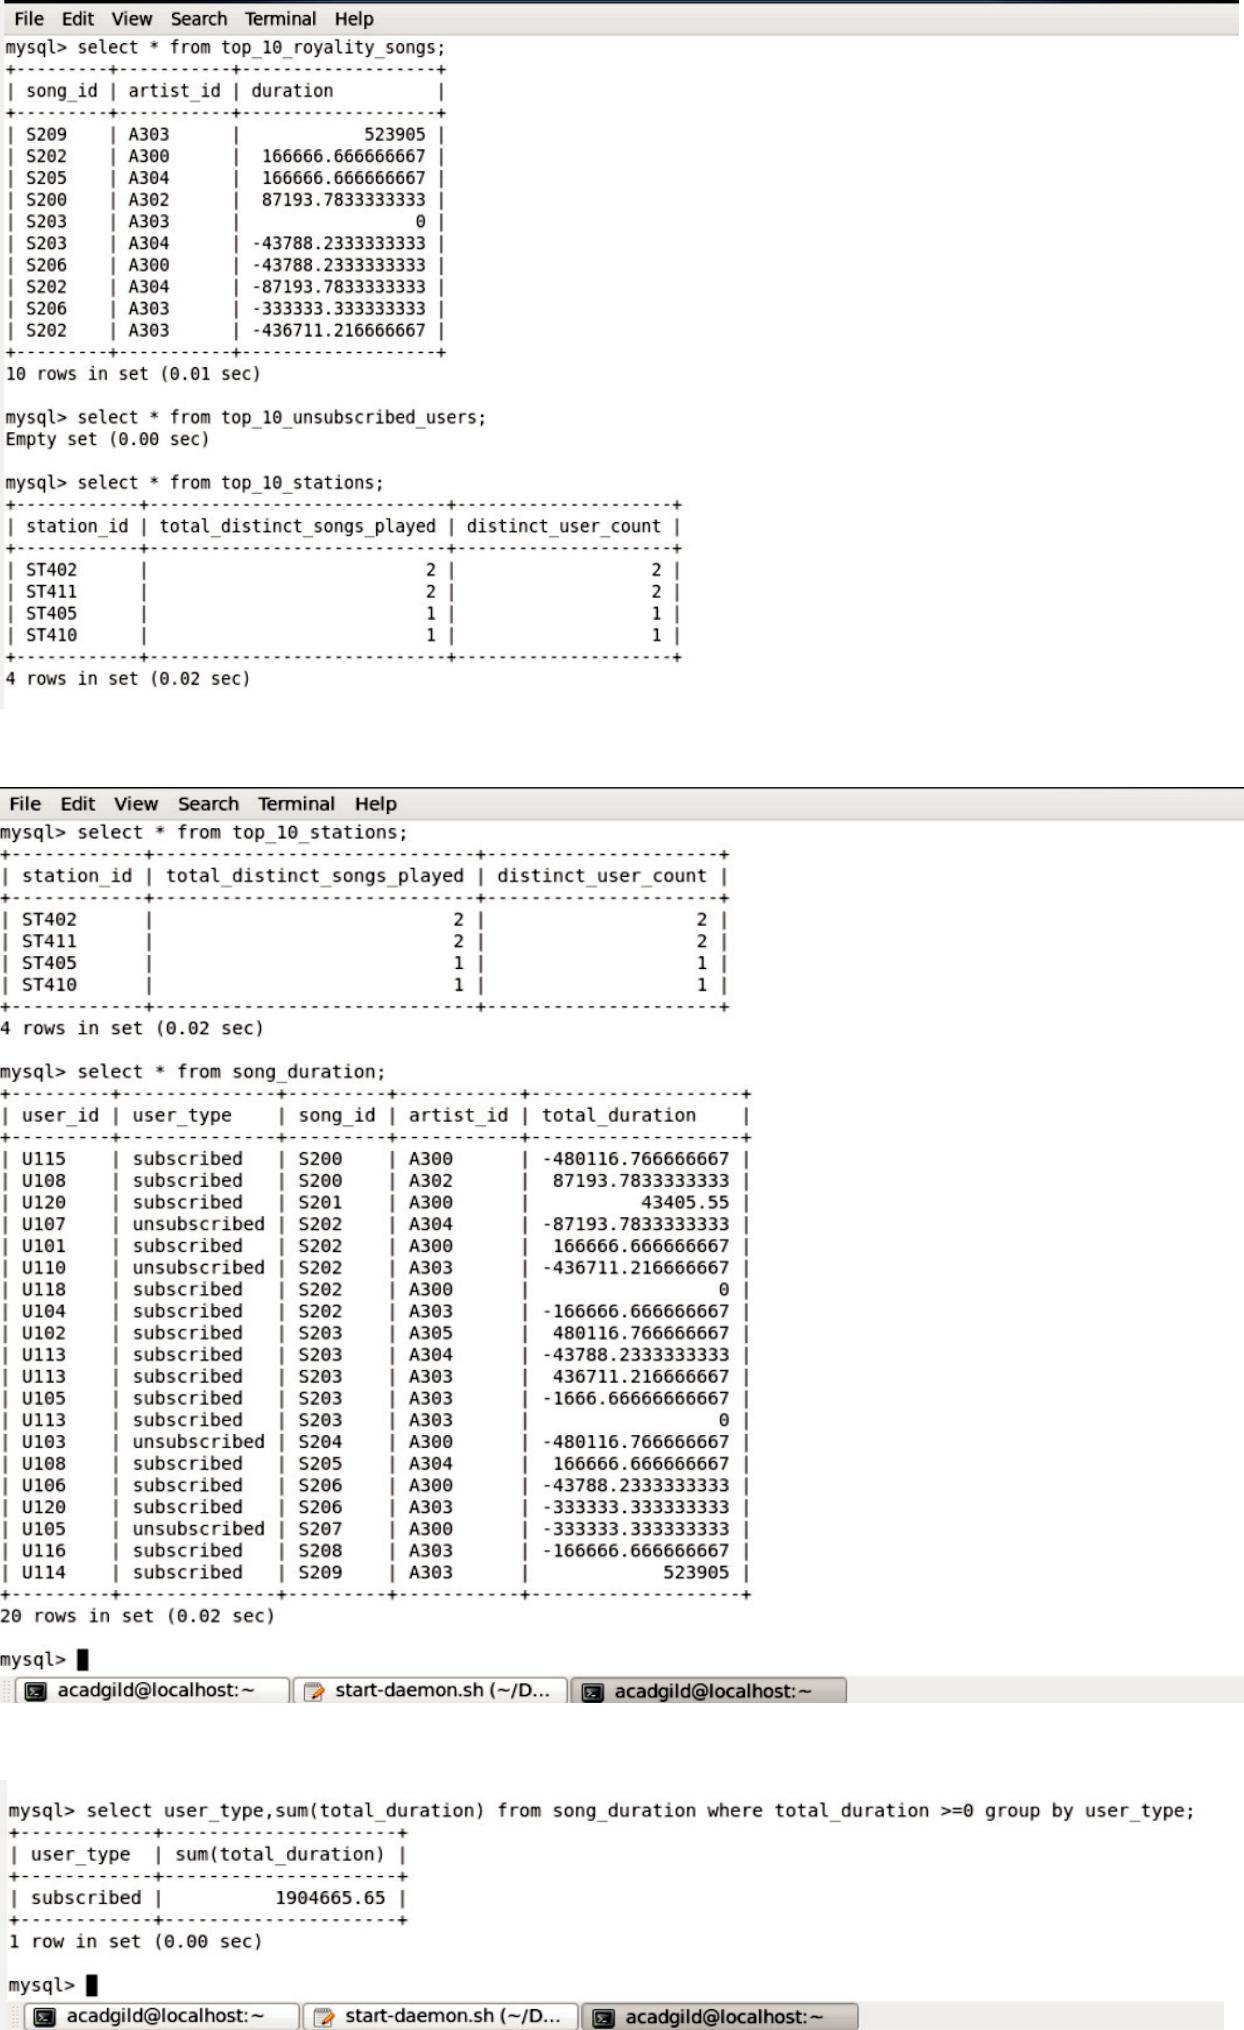 File Edit View Search Terminal Help
mysql> select * from top_10_royality_songs;
+---------+-----------+-------------------+
| song_id | artist_id | duration          |
+---------+-----------+-------------------+
| S209    | A303      |            523905 |
| S202    | A300      |  166666.666666667 |
| S205    | A304      |  166666.666666667 |
| S200    | A302      |  87193.7833333333 |
| S203    | A303      |                 0 |
| S203    | A304      | -43788.2333333333 |
| S206    | A300      | -43788.2333333333 |
| S202    | A304      | -87193.7833333333 |
| S206    | A303      | -333333.333333333 |
| S202    | A303      | -436711.216666667 |
+---------+-----------+-------------------+
10 rows in set (0.01 sec)
mysql> select * from top_10_unsubscribed_users;
Empty set (0.00 sec)
mysql> select * from top_10_stations;
+------------+----------------------------+---------------------+
| station_id | total_distinct_songs_played | distinct_user_count |
+------------+----------------------------+---------------------+
| ST402      |                          2 |                   2 |
| ST411      |                          2 |                   2 |
| ST405      |                          1 |                   1 |
| ST410      |                          1 |                   1 |
+------------+----------------------------+---------------------+
4 rows in set (0.02 sec)
File Edit View Search Terminal Help
mysql> select * from top_10_stations;
+------------+-----------------------------+---------------------+
| station_id | total_distinct_songs_played | distinct_user_count |
+------------+-----------------------------+---------------------+
| ST402      |                           2 |                   2 |
| ST411      |                           2 |                   2 |
| ST405      |                           1 |                   1 |
| ST410      |                           1 |                   1 |
+------------+-----------------------------+---------------------+
4 rows in set (0.02 sec)
mysql> select * from song_duration;
+---------+--------------+---------+-----------+-------------------+
| user_id | user_type    | song_id | artist_id | total_duration    |
+---------+--------------+---------+-----------+-------------------+
| U115    | subscribed   | S200    | A300      | -480116.766666667 |
| U108    | subscribed   | S200    | A302      |  87193.7833333333 |
| U120    | subscribed   | S201    | A300      |          43405.55 |
| U107    | unsubscribed | S202    | A304      | -87193.7833333333 |
| U101    | subscribed   | S202    | A300      |  166666.666666667 |
| U110    | unsubscribed | S202    | A303      | -436711.216666667 |
| U118    | subscribed   | S202    | A300      |                 0 |
| U104    | subscribed   | S202    | A303      | -166666.666666667 |
| U102    | subscribed   | S203    | A305      |  480116.766666667 |
| U113    | subscribed   | S203    | A304      | -43788.2333333333 |
| U113    | subscribed   | S203    | A303      |  436711.216666667 |
| U105    | subscribed   | S203    | A303      | -1666.66666666667 |
| U113    | subscribed   | S203    | A303      |                 0 |
| U103    | unsubscribed | S204    | A300      | -480116.766666667 |
| U108    | subscribed   | S205    | A304      |  166666.666666667 |
| U106    | subscribed   | S206    | A300      | -43788.2333333333 |
| U120    | subscribed   | S206    | A303      | -333333.333333333 |
| U105    | unsubscribed | S207    | A300      | -333333.333333333 |
| U116    | subscribed   | S208    | A303      | -166666.666666667 |
| U114    | subscribed   | S209    | A303      |            523905 |
+---------+--------------+---------+-----------+-------------------+
20 rows in set (0.02 sec)
mysql>
acadgild@localhost:~ start-daemon.sh (~/D... acadgild@localhost:~
mysql> select user_type,sum(total_duration) from song_duration where total_duration >=0 group by user_type;
+------------+---------------------+
| user_type  | sum(total_duration) |
+------------+---------------------+
| subscribed |          1904665.65 |
+------------+---------------------+
1 row in set (0.00 sec)
mysql>
acadgild@localhost:~ start-daemon.sh (~/D... acadgild@localhost:~